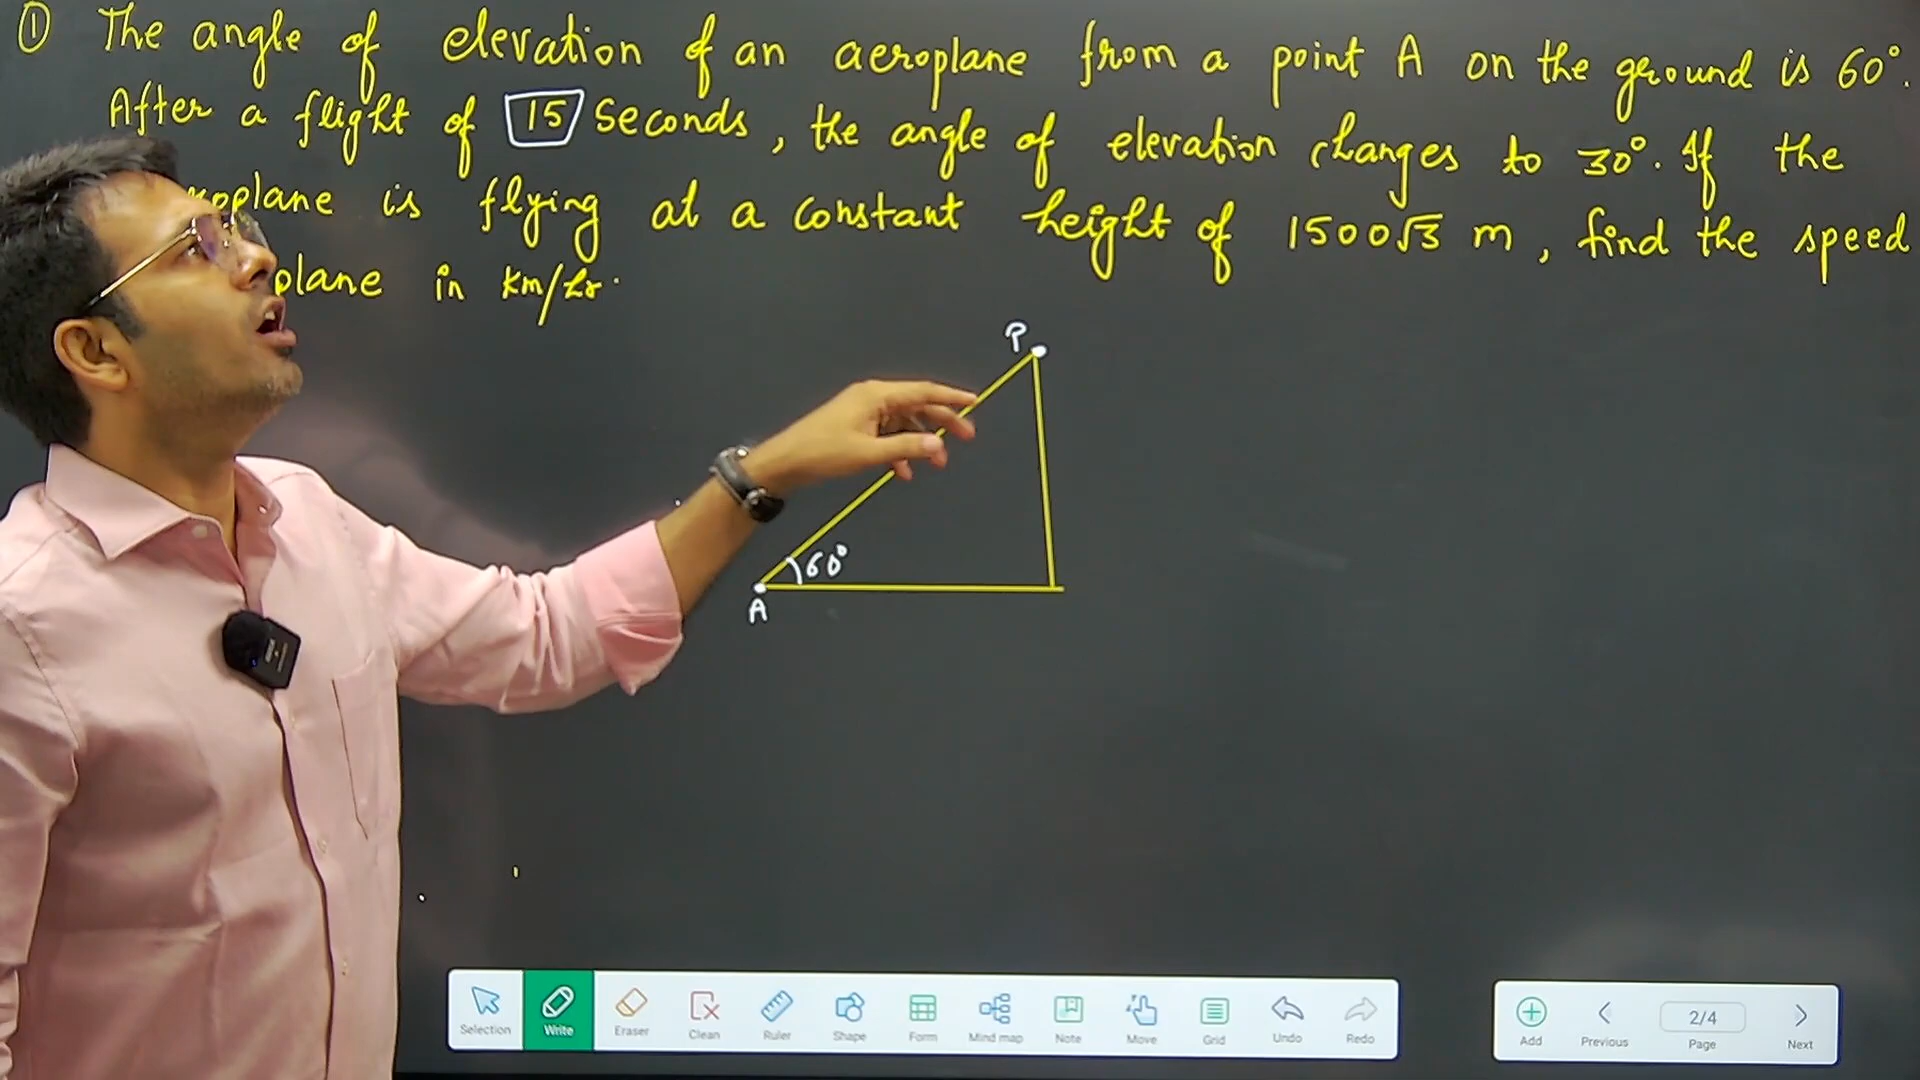 ① The angle of elevation of an aeroplane from a point A on the ground is 60°.
After a flight of 15 seconds, the angle of elevation changes to 30°. If the
roplane is flying at a constant height of 1500√3 m, find the speed
plane in km/hr.
P
60°
A
Selection Write Eraser Clean Ruler Shape Form Mind map Note Move Grid Undo Redo
2/4
Add Previous Page Next